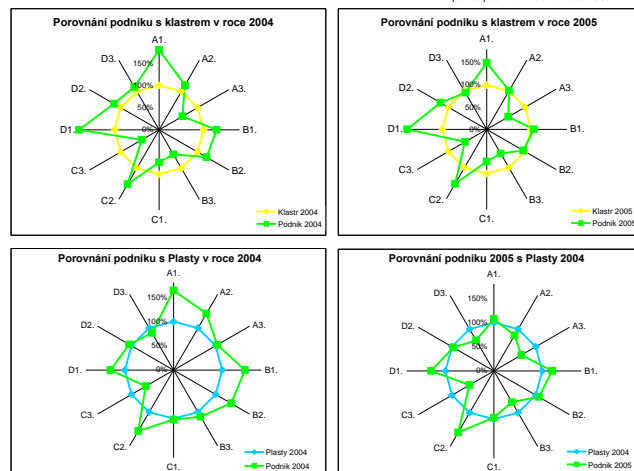 Porovnání podniku s klastrem v roce 2004
A1.
A2.
A3.
B1.
B2.
B3.
C1.
C2.
C3.
D1.
D2.
D3.
150%
100%
50%
0%
Klastr 2004
Podnik 2004
Porovnání podniku s klastrem v roce 2005
A1.
A2.
A3.
B1.
B2.
B3.
C1.
C2.
C3.
D1.
D2.
D3.
150%
100%
50%
0%
Klastr 2005
Podnik 2005
Porovnání podniku s Plasty v roce 2004
A1.
A2.
A3.
B1.
B2.
B3.
C1.
C2.
C3.
D1.
D2.
D3.
150%
100%
50%
0%
Plasty 2004
Podnik 2004
Porovnání podniku 2005 s Plasty 2004
A1.
A2.
A3.
B1.
B2.
B3.
C1.
C2.
C3.
D1.
D2.
D3.
150%
100%
50%
0%
Plasty 2004
Podnik 2005